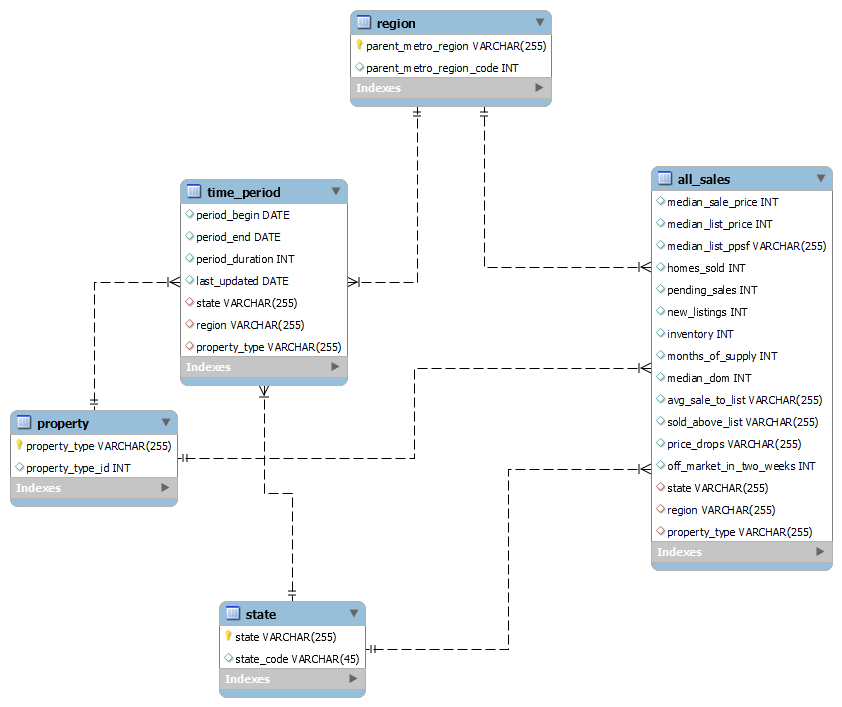 region
parent_metro_region VARCHAR(255)
parent_metro_region_code INT
Indexes
time_period
period_begin DATE
period_end DATE
period_duration INT
last_updated DATE
state VARCHAR(255)
region VARCHAR(255)
property_type VARCHAR(255)
Indexes
all_sales
median_sale_price INT
median_list_price INT
median_list_ppsf VARCHAR(255)
homes_sold INT
pending_sales INT
new_listings INT
inventory INT
months_of_supply INT
median_dom INT
avg_sale_to_list VARCHAR(255)
sold_above_list VARCHAR(255)
price_drops VARCHAR(255)
off_market_in_two_weeks INT
state VARCHAR(255)
region VARCHAR(255)
property_type VARCHAR(255)
Indexes
property
property_type VARCHAR(255)
property_type_id INT
Indexes
state
state VARCHAR(255)
state_code VARCHAR(45)
Indexes